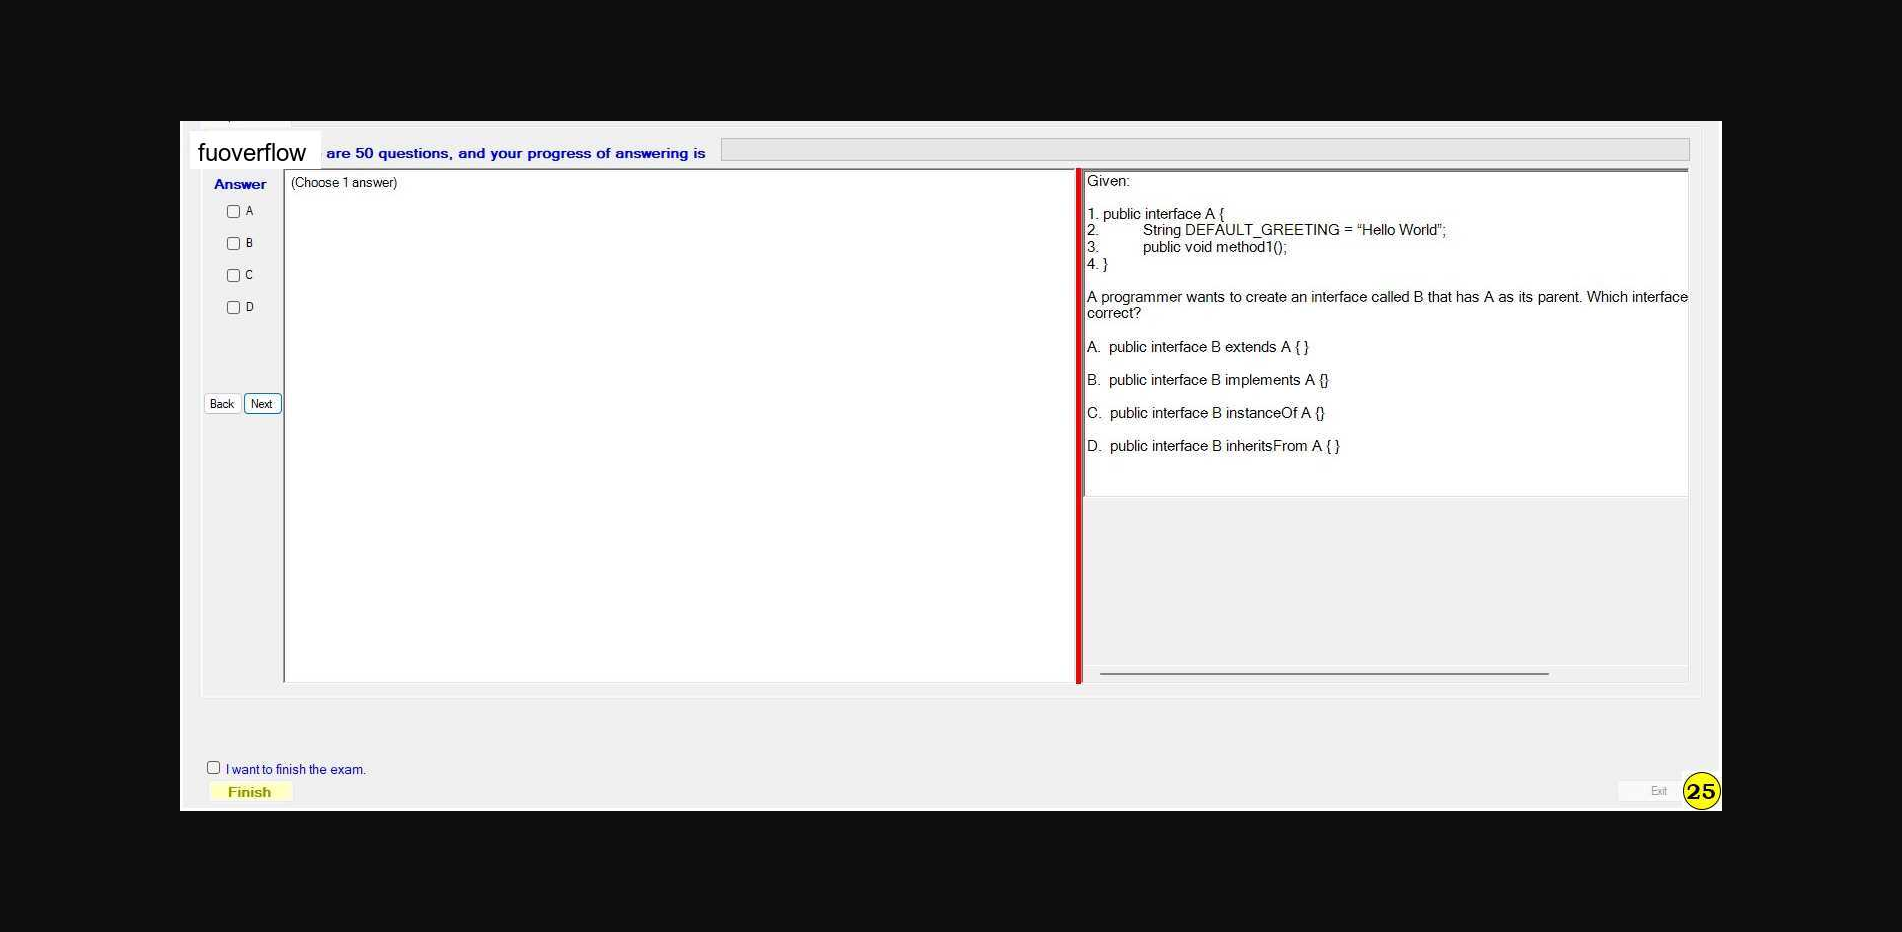 fuoverflow are 50 questions, and your progress of answering is
Answer
A
B
C
D
Back Next
(Choose 1 answer)
Given:
1. public interface A {
2. String DEFAULT_GREETING = “Hello World”;
3. public void method1();
4. }
A programmer wants to create an interface called B that has A as its parent. Which interface
correct?
A. public interface B extends A { }
B. public interface B implements A {}
C. public interface B instanceOf A {}
D. public interface B inheritsFrom A { }
I want to finish the exam.
Finish
Exit
25